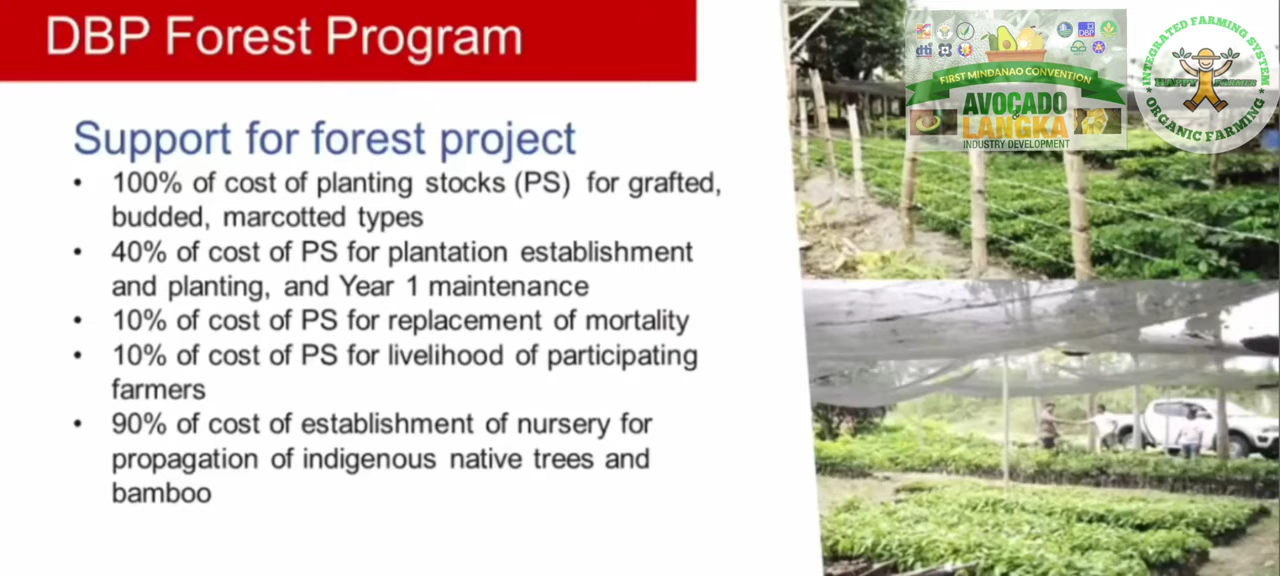 DBP Forest Program
Support for forest project
• 100% of cost of planting stocks (PS) for grafted,
budded, marcotted types
• 40% of cost of PS for plantation establishment
and planting, and Year 1 maintenance
• 10% of cost of PS for replacement of mortality
• 10% of cost of PS for livelihood of participating
farmers
• 90% of cost of establishment of nursery for
propagation of indigenous native trees and
bamboo
dti
DBP
FIRST MINDANAO CONVENTION
AVOCADO
&
LANGKA
INDUSTRY DEVELOPMENT
INTEGRATED FARMING SYSTEM
HAPPY FARMER
ORGANIC FARMING